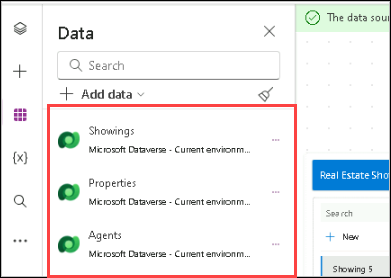 Data
The data sour
Search
Add data
Showings
Microsoft Dataverse - Current environm...
Properties
Microsoft Dataverse - Current environm...
Agents
Microsoft Dataverse - Current environm...
{x}
Real Estate Sho
Search
+ New
Showing 5